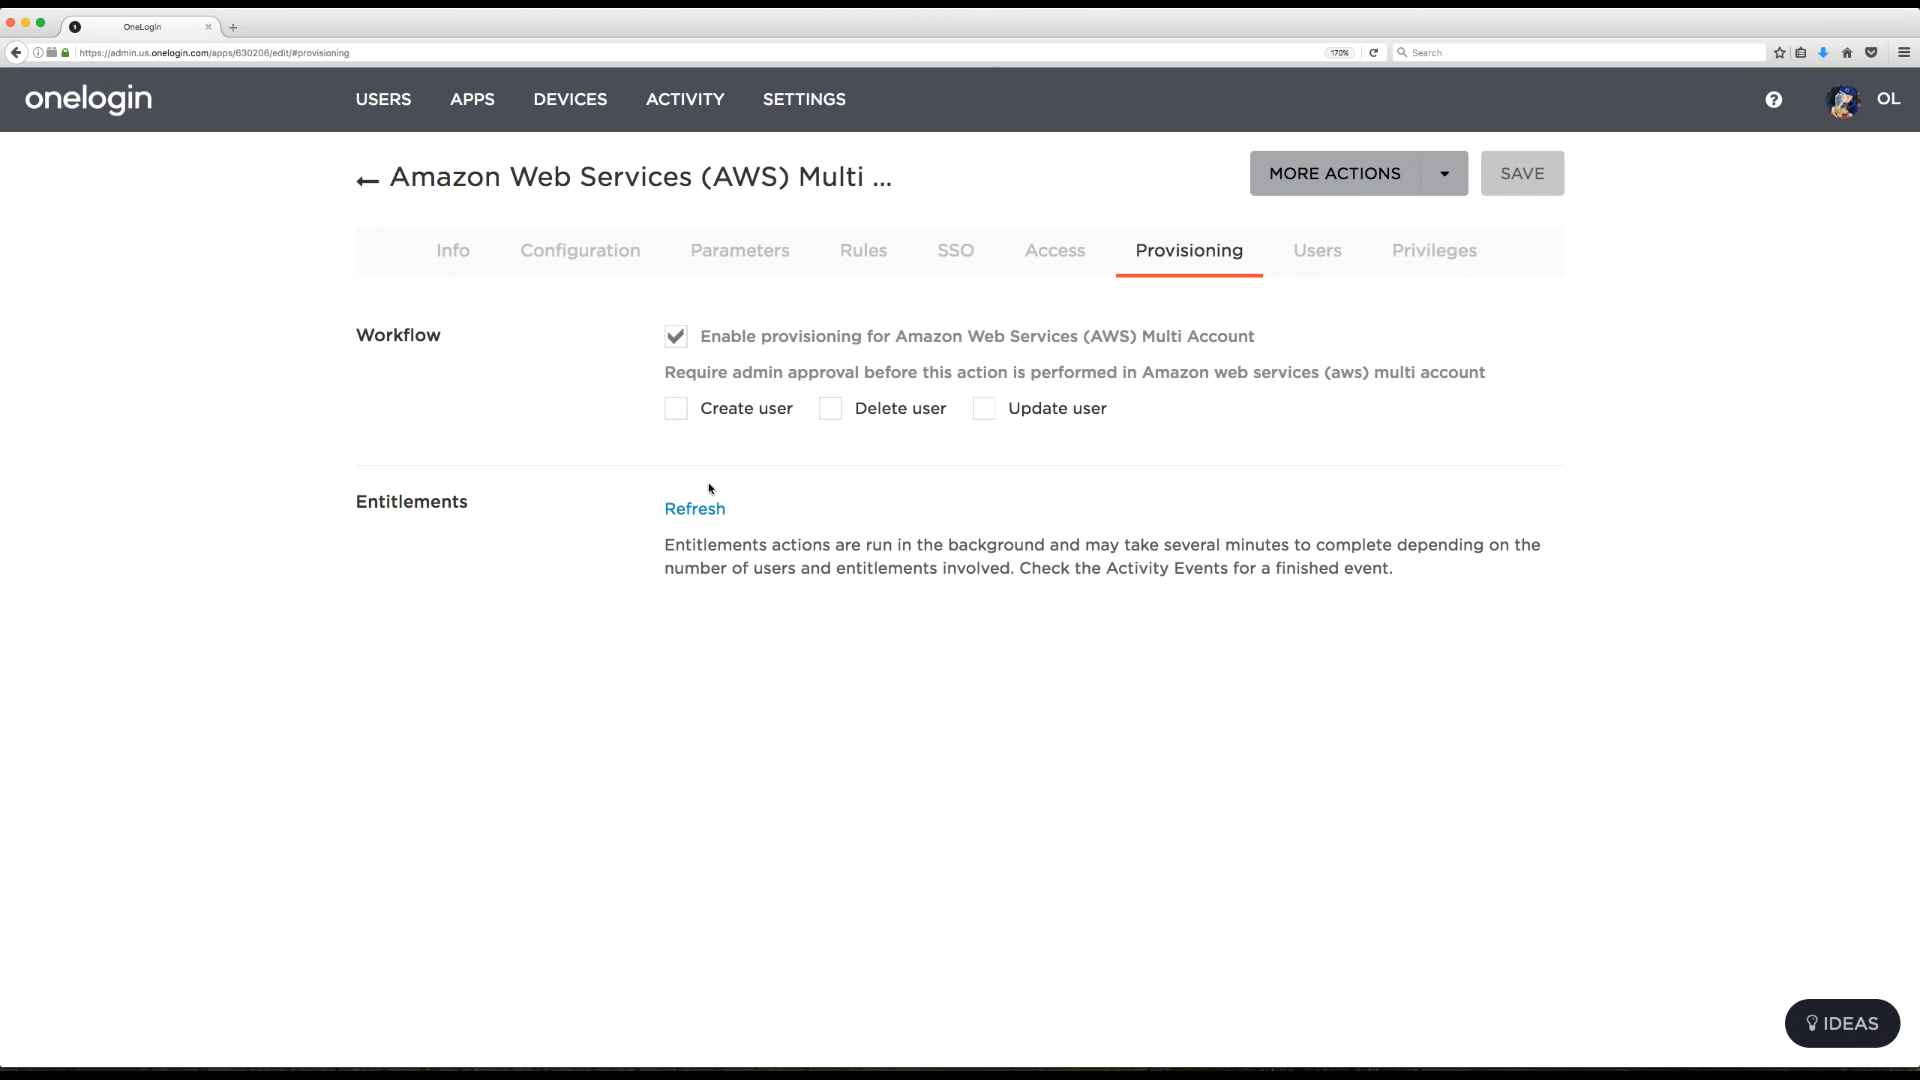 OneLogin
https://admin.us.onelogin.com/apps/630206/edit/#provisioning
170%
Search
onelogin
USERS
APPS
DEVICES
ACTIVITY
SETTINGS
?
OL
Amazon Web Services (AWS) Multi ...
MORE ACTIONS
SAVE
Info
Configuration
Parameters
Rules
SSO
Access
Provisioning
Users
Privileges
Workflow
Enable provisioning for Amazon Web Services (AWS) Multi Account
Require admin approval before this action is performed in Amazon web services (aws) multi account
Create user
Delete user
Update user
Entitlements
Refresh
Entitlements actions are run in the background and may take several minutes to complete depending on the
number of users and entitlements involved. Check the Activity Events for a finished event.
IDEAS